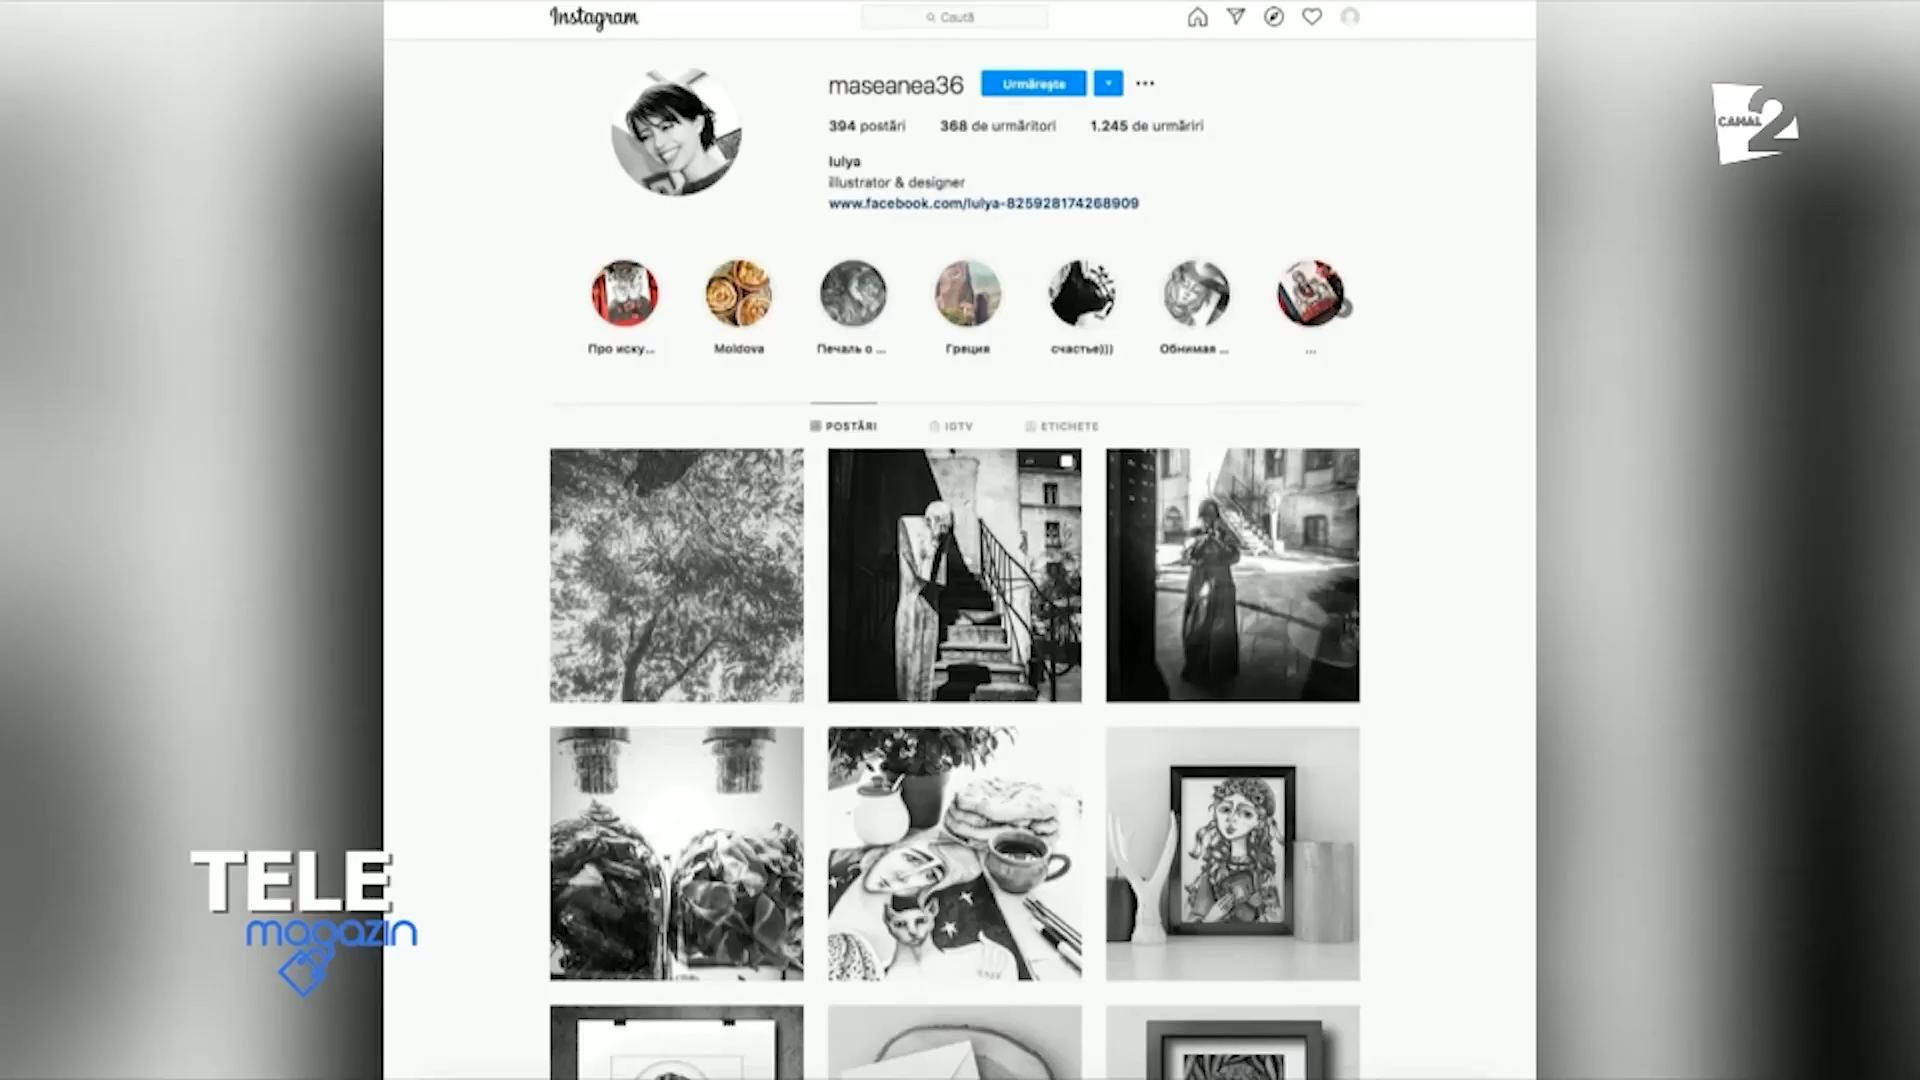 Instagram
Caută
maseanea36
Urmărește
394 postări
368 de urmăritori
1.245 de urmăriri
Iulya
illustrator & designer
www.facebook.com/Iulya-825928174268909
Про иску...
Moldova
Печаль о ...
Греция
счастье)))
Обнимая ...
...
POSTĂRI
IGTV
ETICHETE
CANAL 2
TELE
magazin